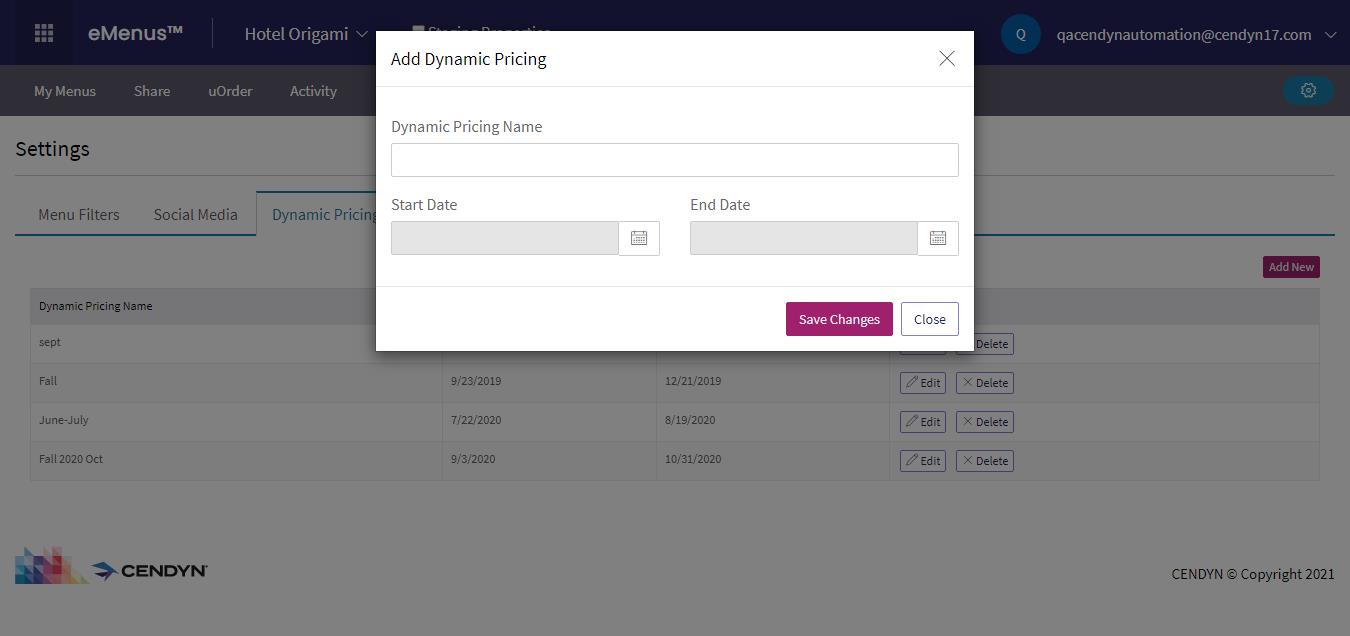 eMenus™ Hotel Origami Staging Properties Q qacendynautomation@cendyn17.com
Add Dynamic Pricing
My Menus Share uOrder Activity
Dynamic Pricing Name
Settings
Start Date End Date
Menu Filters Social Media Dynamic Pricing
Add New
Dynamic Pricing Name
Save Changes Close
sept Delete
Fall 9/23/2019 12/21/2019 Edit Delete
June-July 7/22/2020 8/19/2020 Edit Delete
Fall 2020 Oct 9/3/2020 10/31/2020 Edit Delete
CENDYN CENDYN © Copyright 2021